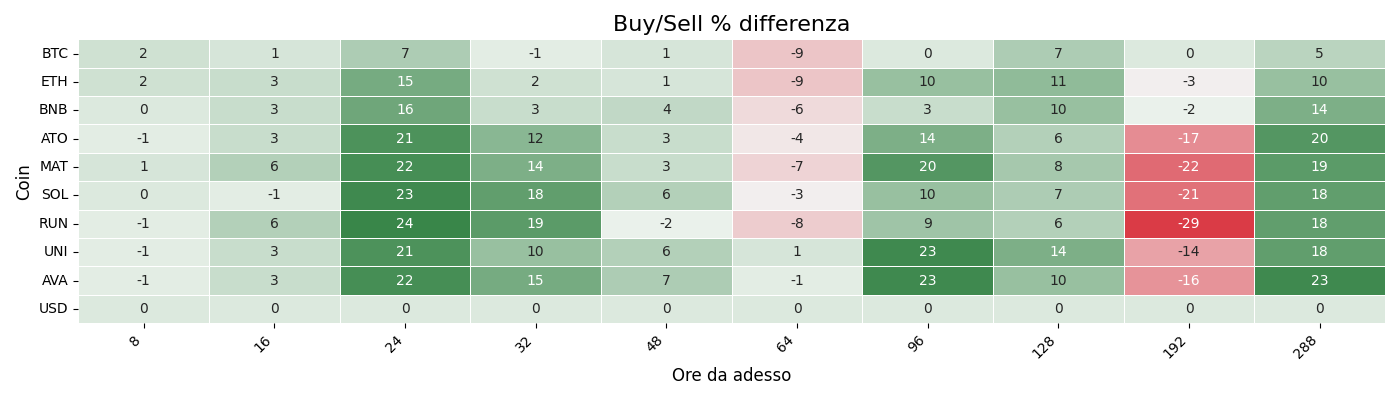 Buy/Sell % differenza
Coin
BTC 2 1 7 -1 1 -9 0 7 0 5
ETH 2 3 15 2 1 -9 10 11 -3 10
BNB 0 3 16 3 4 -6 3 10 -2 14
ATO -1 3 21 12 3 -4 14 6 -17 20
MAT 1 6 22 14 3 -7 20 8 -22 19
SOL 0 -1 23 18 6 -3 10 7 -21 18
RUN -1 6 24 19 -2 -8 9 6 -29 18
UNI -1 3 21 10 6 1 23 14 -14 18
AVA -1 3 22 15 7 -1 23 10 -16 23
USD 0 0 0 0 0 0 0 0 0 0
8 16 24 32 48 64 96 128 192 288
Ore da adesso